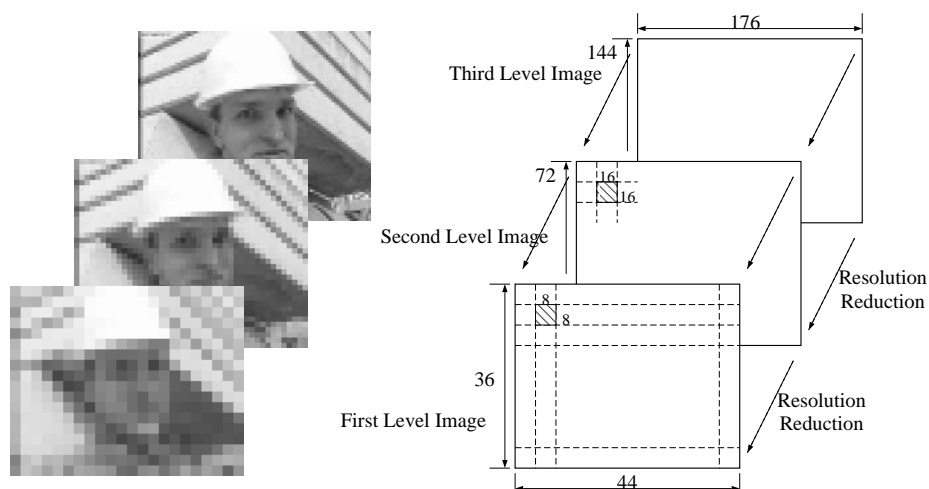 176
144
Third Level Image
72
16
16
Second Level Image
Resolution
Reduction
8
8
36
First Level Image
Resolution
Reduction
44